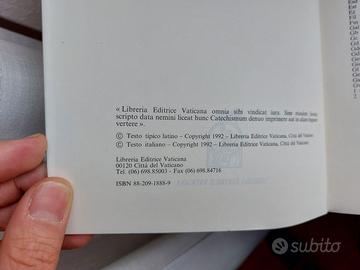 « Libreria Editrice Vaticana omnia sibi vindicat iura. Sine eiusdem licentia
scripto data nemini liceat hunc Catechismum denuo imprimere aut in aliam linguam
vertere ».
© Testo tipico latino – Copyright 1992 – Libreria Editrice Vaticana, Città del Vaticano
© Testo italiano – Copyright 1992 – Libreria Editrice Vaticana, Città del Vaticano
Libreria Editrice Vaticana
00120 Città del Vaticano
Tel. (06) 698.85003 - Fax (06) 698.84716
ISBN 88-209-1888-9
subito